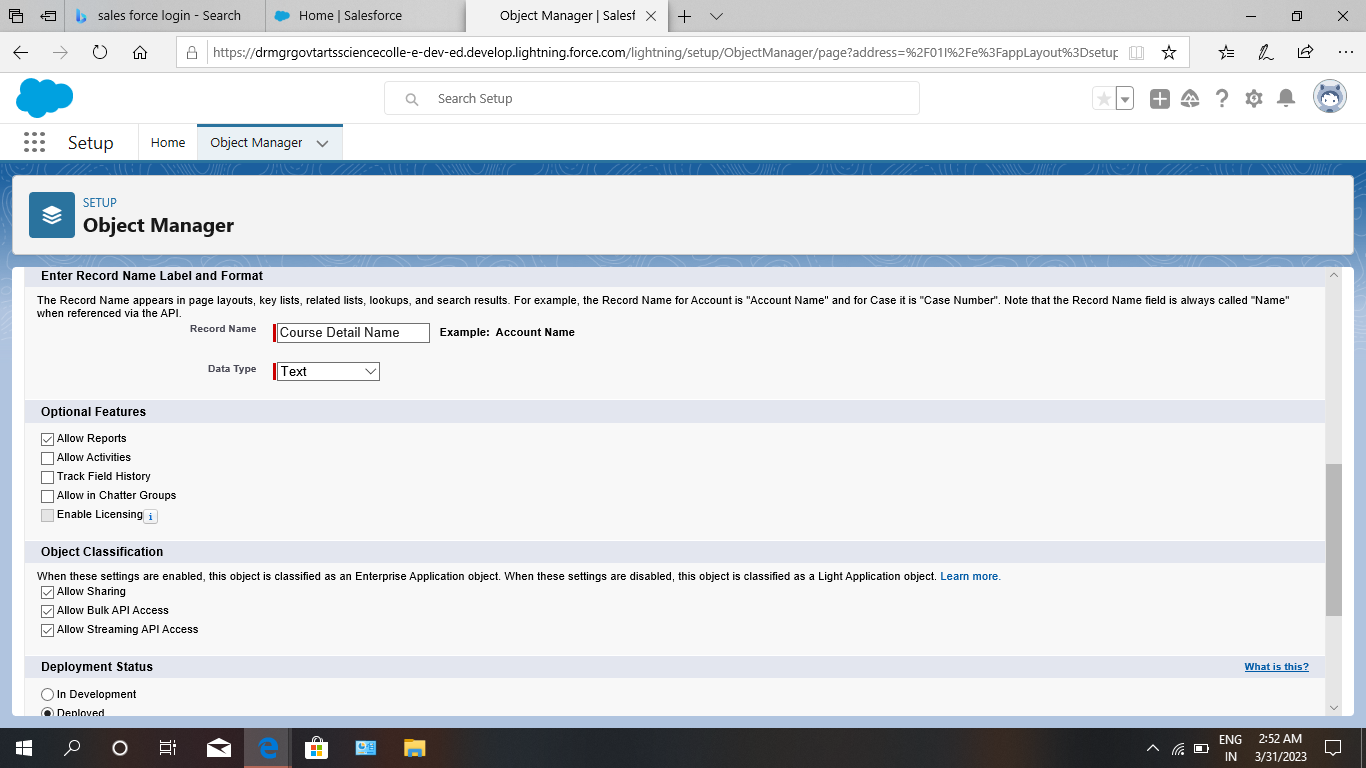 sales force login - Search
Home | Salesforce
Object Manager | Salesf
https://drmgrgovtartssciencecolle-e-dev-ed.develop.lightning.force.com/lightning/setup/ObjectManager/page?address=%2F01I%2Fe%3FappLayout%3Dsetup
Search Setup
Setup
Home
Object Manager
SETUP
Object Manager
Enter Record Name Label and Format
The Record Name appears in page layouts, key lists, related lists, lookups, and search results. For example, the Record Name for Account is "Account Name" and for Case it is "Case Number". Note that the Record Name field is always called "Name"
when referenced via the API.
Record Name
Course Detail Name
Example: Account Name
Data Type
Text
Optional Features
Allow Reports
Allow Activities
Track Field History
Allow in Chatter Groups
Enable Licensing i
Object Classification
When these settings are enabled, this object is classified as an Enterprise Application object. When these settings are disabled, this object is classified as a Light Application object. Learn more.
Allow Sharing
Allow Bulk API Access
Allow Streaming API Access
Deployment Status
What is this?
In Development
Deployed
ENG
IN
2:52 AM
3/31/2023